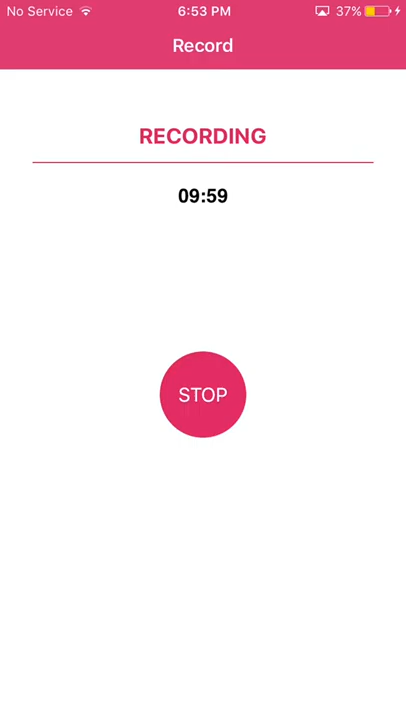 No Service 6:53 PM 37%
Record
RECORDING
09:59
STOP